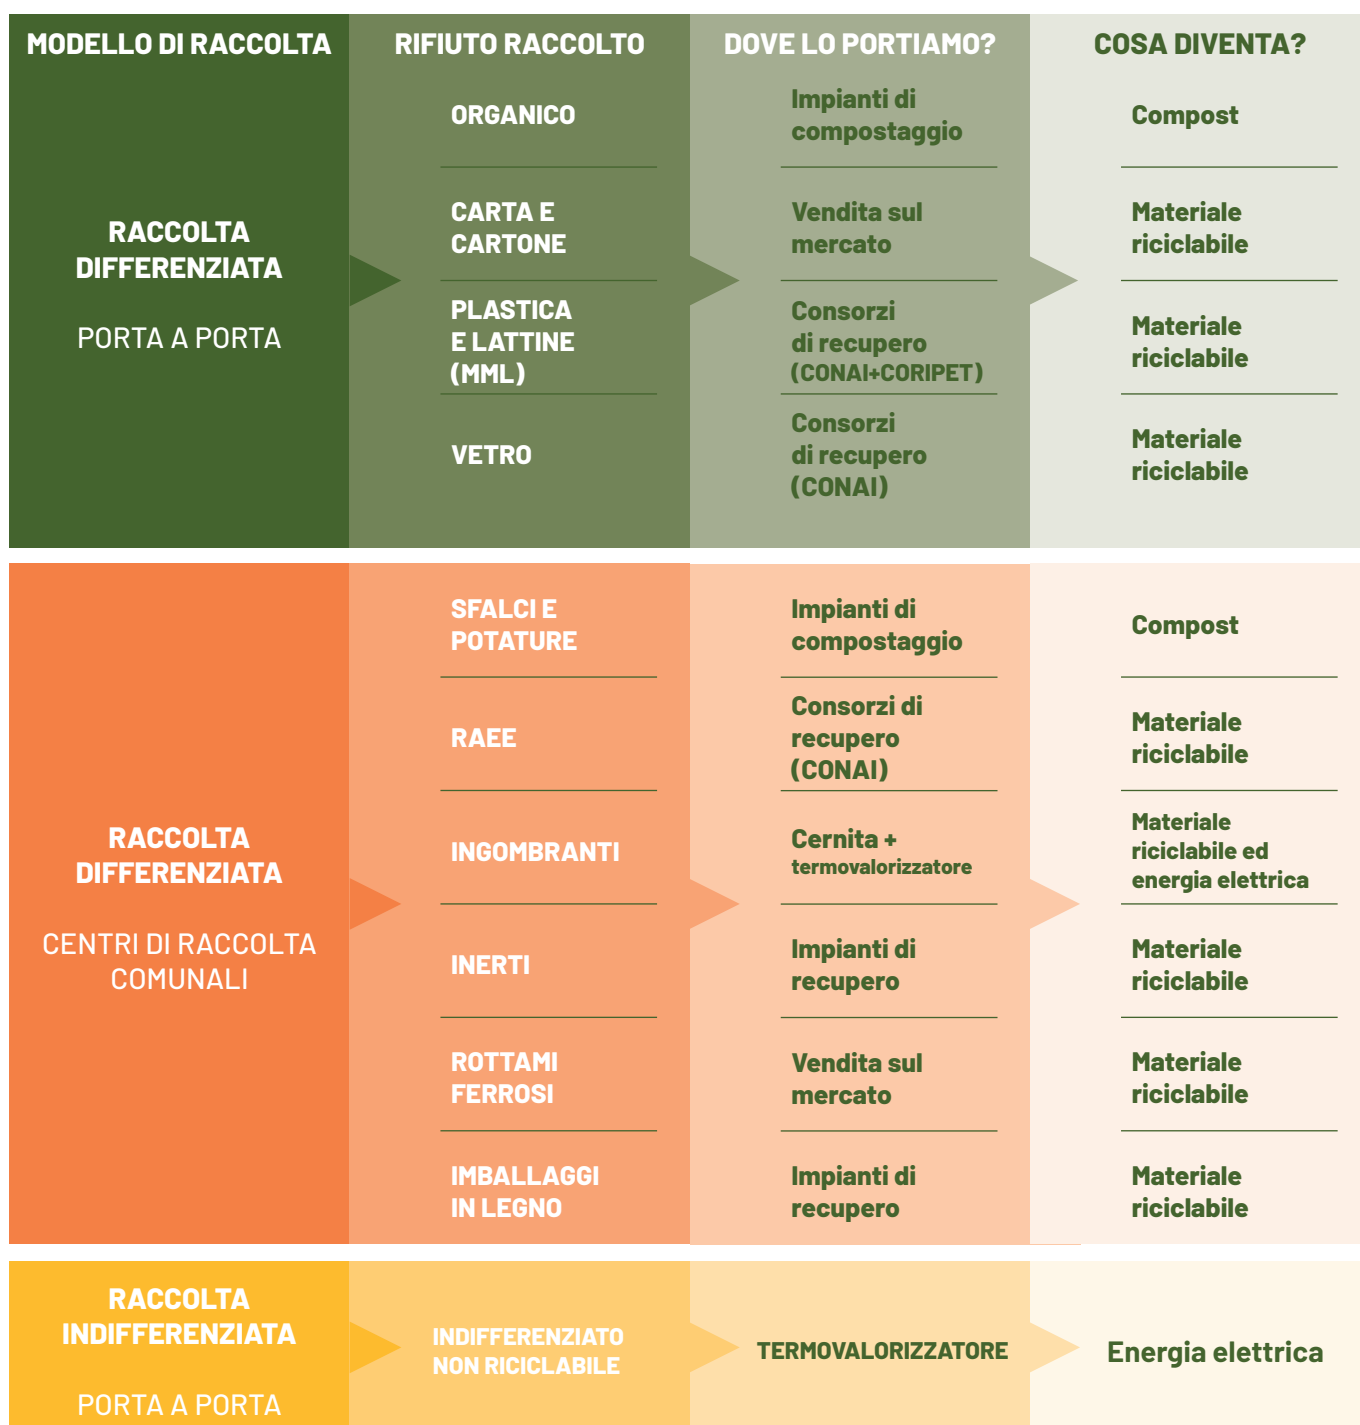 MODELLO DI RACCOLTA
RIFIUTO RACCOLTO
DOVE LO PORTIAMO?
COSA DIVENTA?
RACCOLTA
DIFFERENZIATA
PORTA A PORTA
ORGANICO
Impianti di
compostaggio
Compost
CARTA E
CARTONE
Vendita sul
mercato
Materiale
riciclabile
PLASTICA
E LATTINE
(MML)
Consorzi
di recupero
(CONAI+CORIPET)
Materiale
riciclabile
VETRO
Consorzi
di recupero
(CONAI)
Materiale
riciclabile
RACCOLTA
DIFFERENZIATA
CENTRI DI RACCOLTA
COMUNALI
SFALCI E
POTATURE
Impianti di
compostaggio
Compost
RAEE
Consorzi di
recupero
(CONAI)
Materiale
riciclabile
INGOMBRANTI
Cernita +
termovalorizzatore
Materiale
riciclabile ed
energia elettrica
INERTI
Impianti di
recupero
Materiale
riciclabile
ROTTAMI
FERROSI
Vendita sul
mercato
Materiale
riciclabile
IMBALLAGGI
IN LEGNO
Impianti di
recupero
Materiale
riciclabile
RACCOLTA
INDIFFERENZIATA
PORTA A PORTA
INDIFFERENZIATO
NON RICICLABILE
TERMOVALORIZZATORE
Energia elettrica